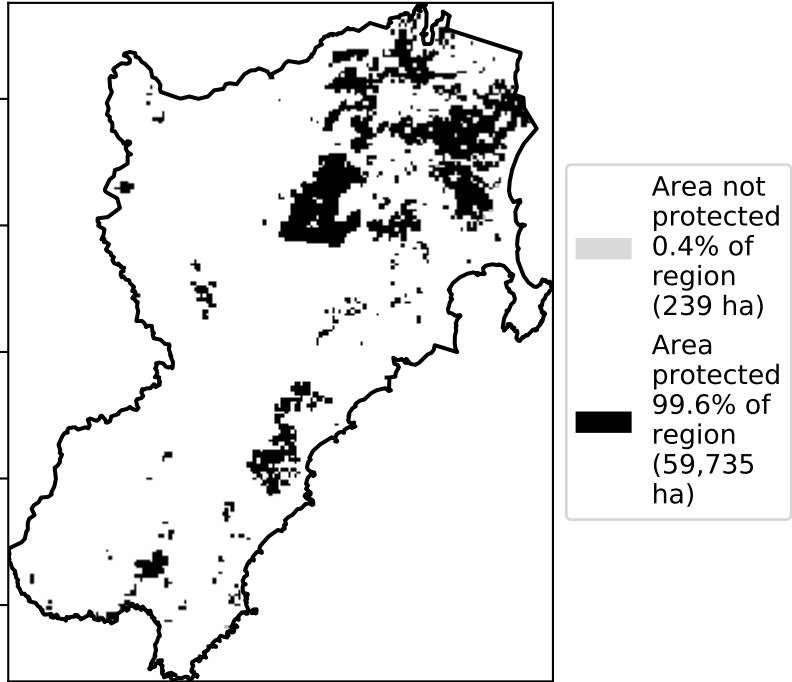 Area not
protected
0.4% of
region
(239 ha)
Area
protected
99.6% of
region
(59,735
ha)